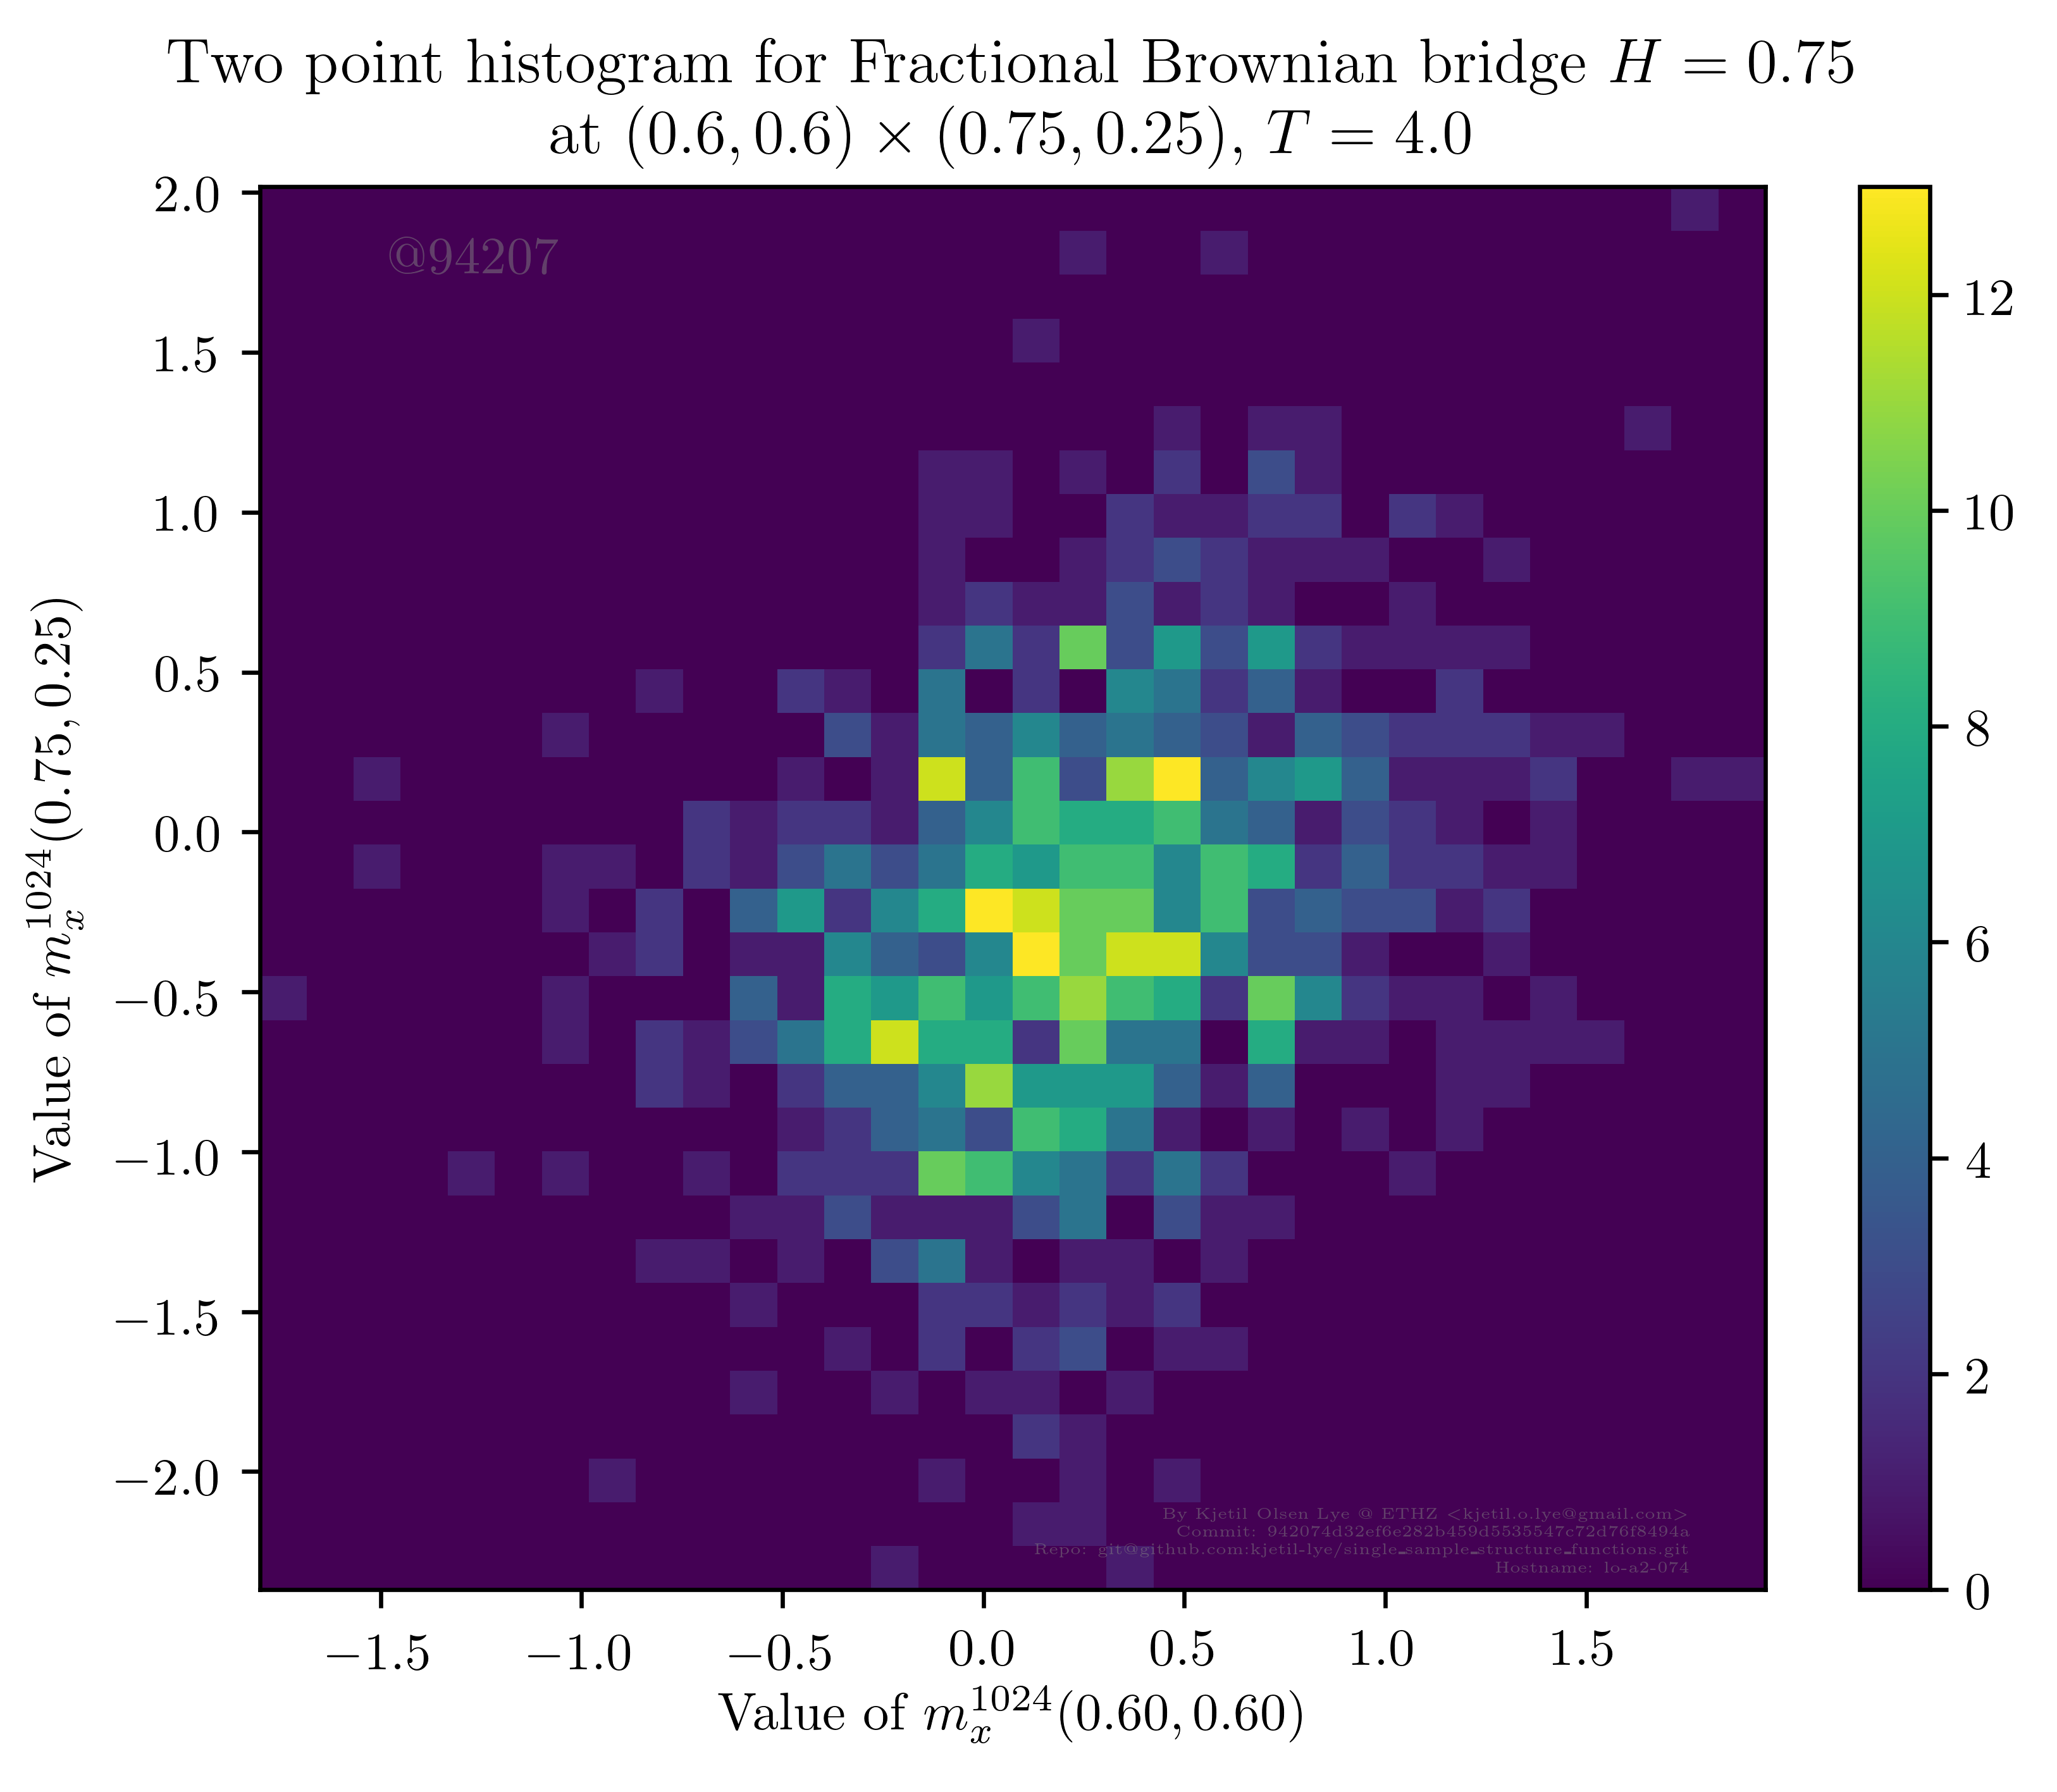 Two point histogram for Fractional Brownian bridge H = 0.75
at (0.6, 0.6) × (0.75, 0.25), T = 4.0
@94207
2.0
1.5
1.0
0.5
0.0
−0.5
−1.0
−1.5
−2.0
Value of m_x^1024(0.75, 0.25)
−1.5 −1.0 −0.5 0.0 0.5 1.0 1.5
Value of m_x^1024(0.60, 0.60)
12
10
8
6
4
2
0
By Kjetil Olsen Lye @ ETHZ <kjetil.o.lye@gmail.com>
Commit: 942074d32ef6e282b459d5535547c72d76f8494a
Repo: git@github.com:kjetil-lye/single_sample_structure_functions.git
Hostname: lo-a2-074